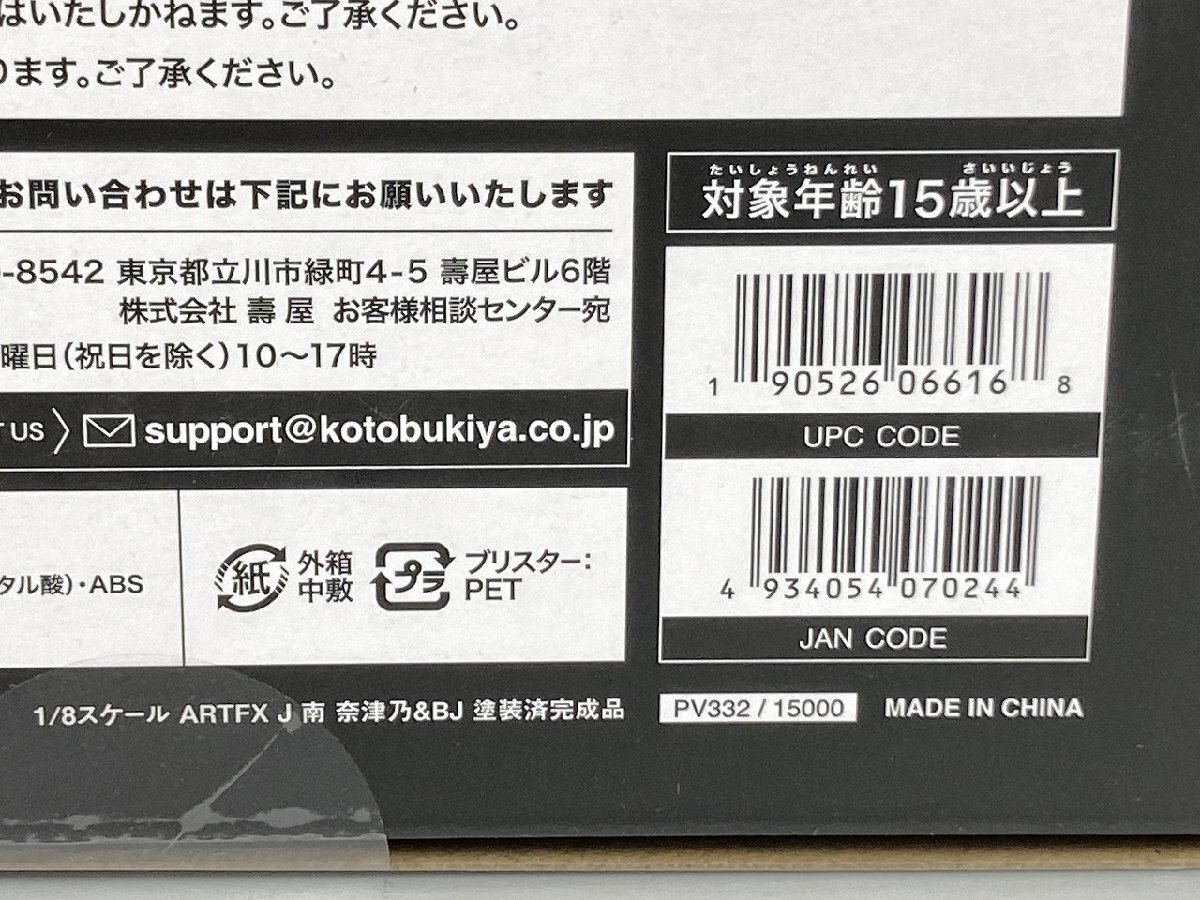 はいたしかねます。ご了承ください。
ります。ご了承ください。
お問い合わせは下記にお願いいたします
-8542 東京都立川市緑町4-5 壽屋ビル6階
株式会社 壽 屋 お客様相談センター宛
曜日(祝日を除く)10〜17時
US support@kotobukiya.co.jp
タル酸)・ABS
紙 外箱
中敷
プラ ブリスター:
PET
1/8スケール ARTFX J 南 奈津乃&BJ 塗装済完成品
たいしょうねんれい さいいじょう
対象年齢15歳以上
1 90526 06616 8
UPC CODE
4 934054 070244
JAN CODE
PV332 / 15000 MADE IN CHINA